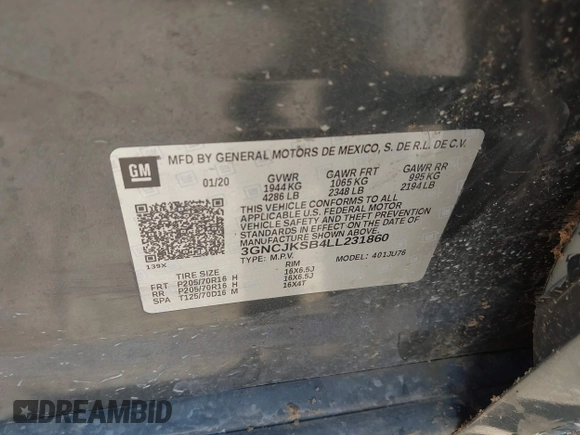 GM
MFD BY GENERAL MOTORS DE MEXICO, S. DE R.L. DE C.V.
01/20 GVWR GAWR FRT GAWR RR
1944 KG 1065 KG 995 KG
4286 LB 2348 LB 2194 LB
THIS VEHICLE CONFORMS TO ALL
APPLICABLE U.S. FEDERAL MOTOR
VEHICLE SAFETY AND THEFT PREVENTION
STANDARDS IN EFFECT ON THE DATE OF
MANUFACTURE SHOWN ABOVE.
3GNCJKSB4LL231860
TYPE: M.P.V. MODEL: 401JU76
139X
TIRE SIZE RIM
FRT P205/70R16 H 16X6.5J
RR P205/70R16 H 16X6.5J
SPA T125/70D16 M 16X4T
DREAMBID